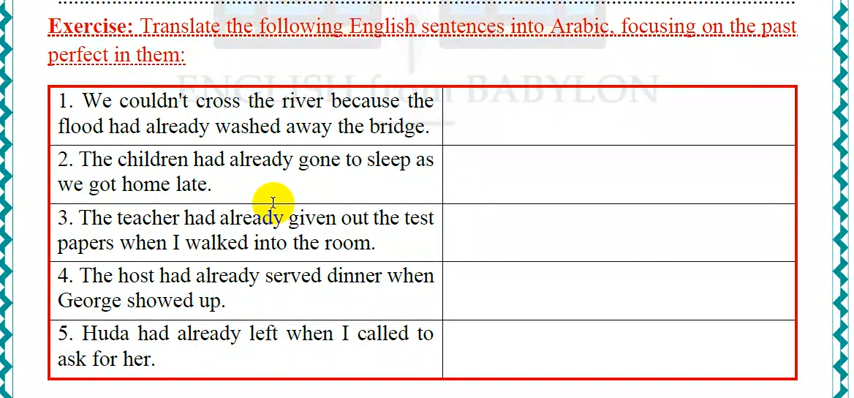 Exercise: Translate the following English sentences into Arabic, focusing on the past
perfect in them:
ENGLISH from BABYLON
1. We couldn't cross the river because the
flood had already washed away the bridge.
2. The children had already gone to sleep as
we got home late.
3. The teacher had already given out the test
papers when I walked into the room.
4. The host had already served dinner when
George showed up.
5. Huda had already left when I called to
ask for her.